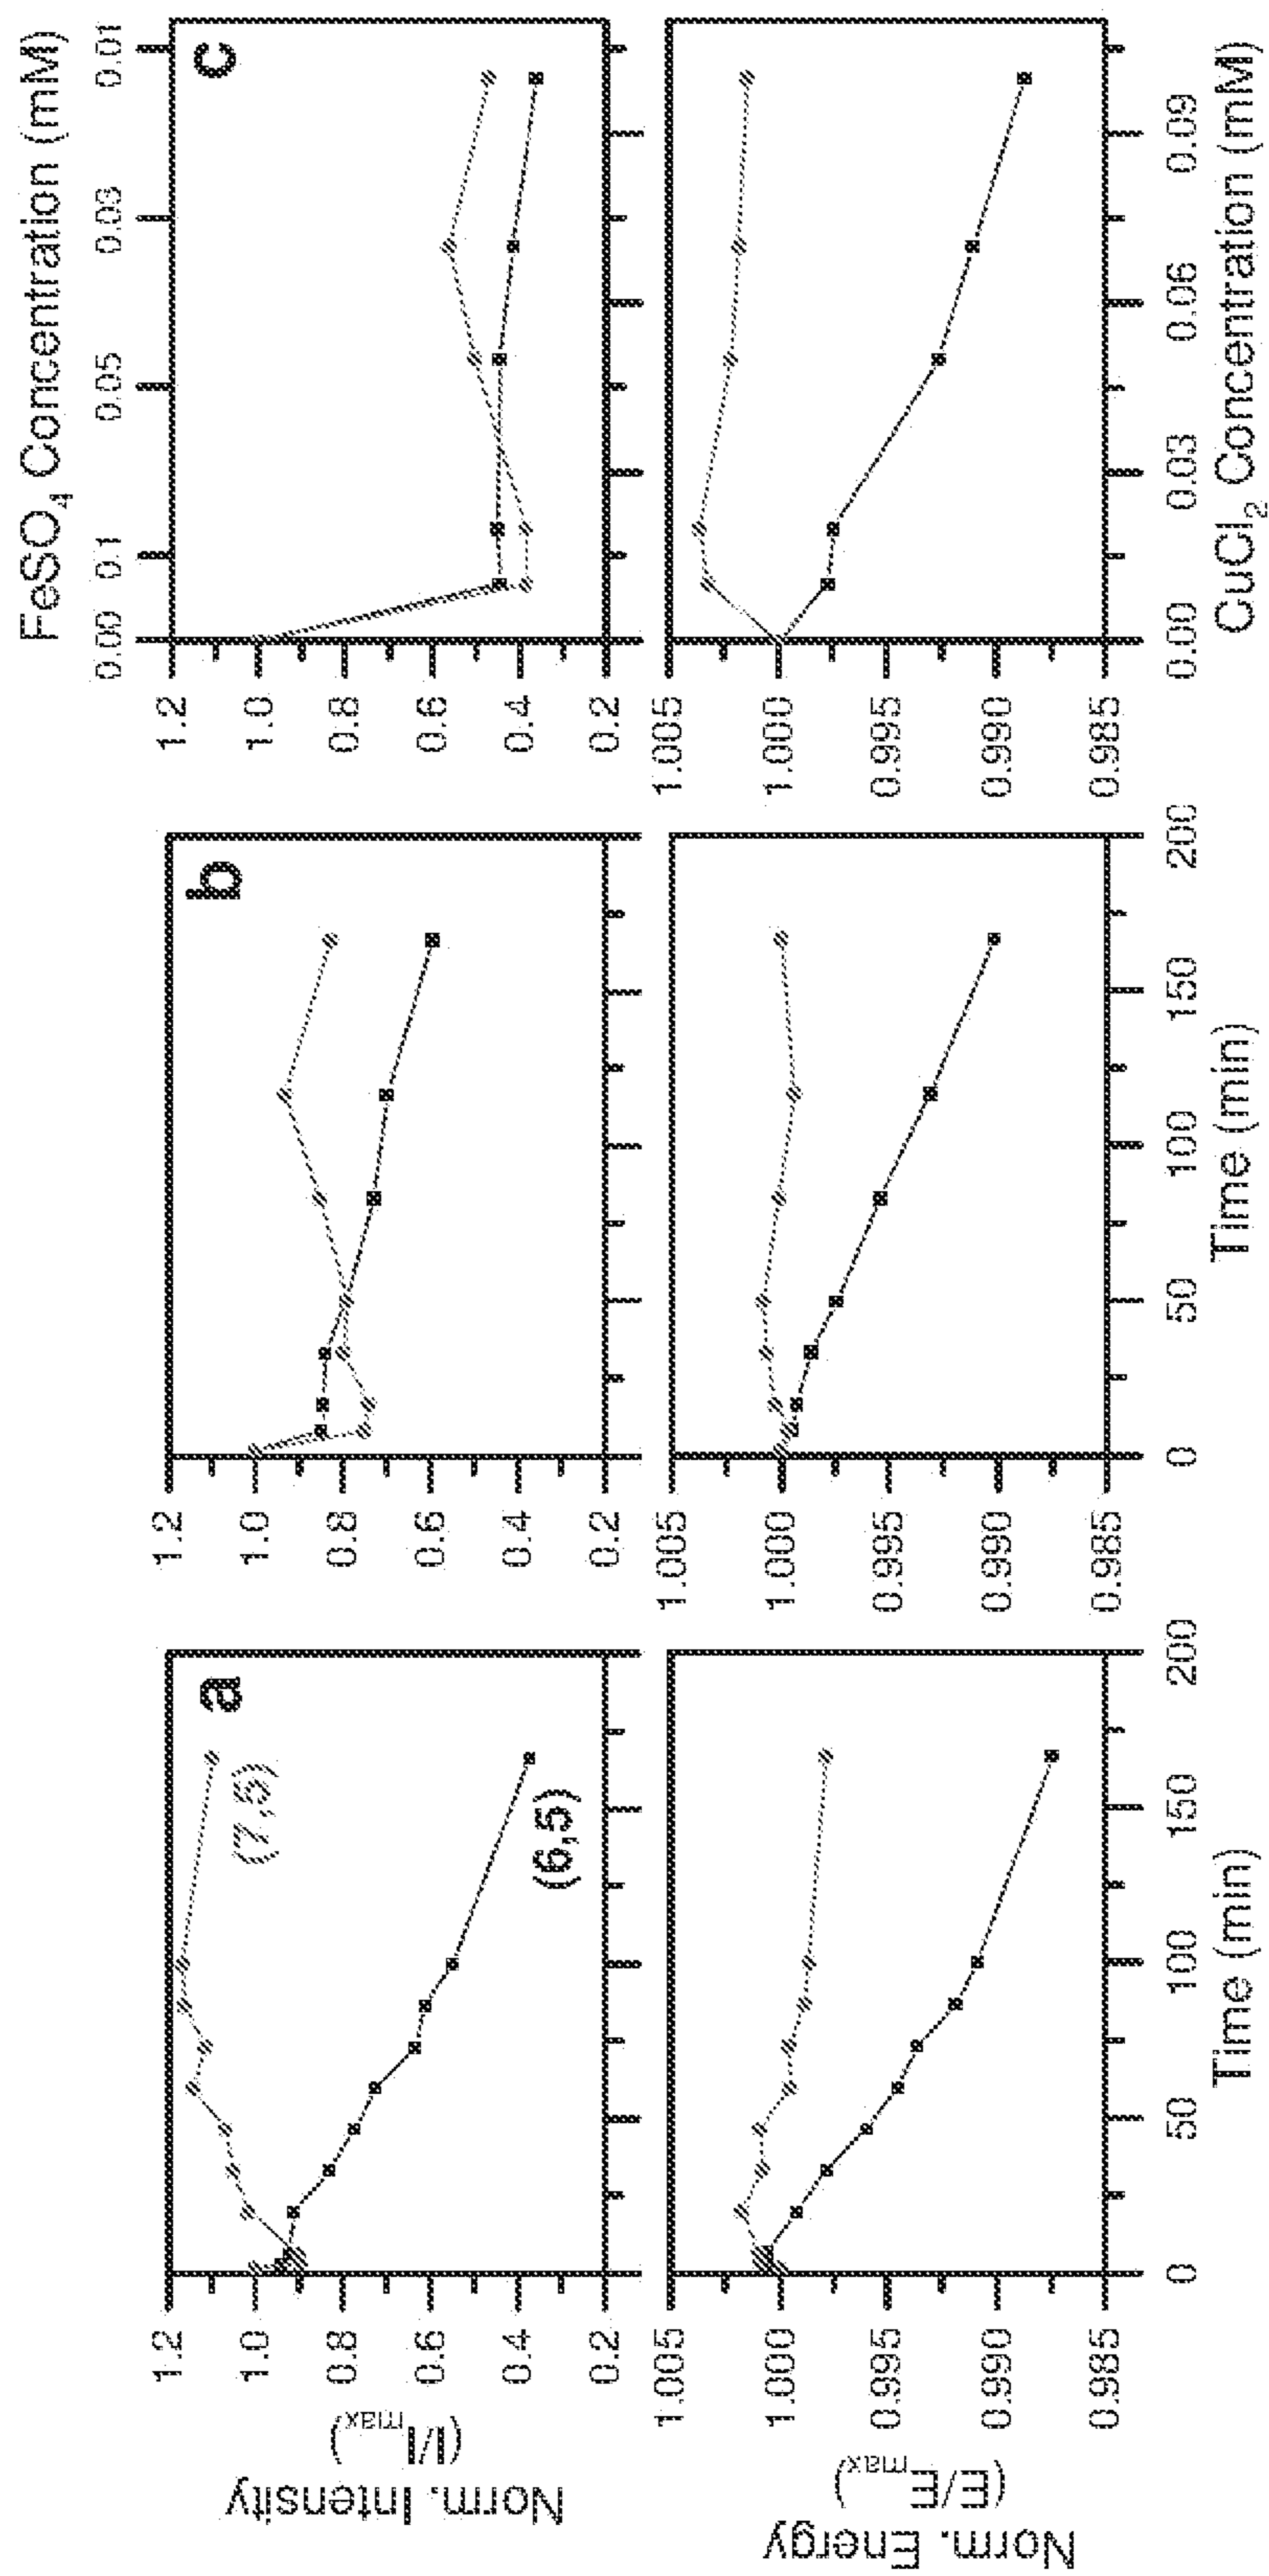 FeSO4 Concentration (mM)
0.00 0.1 0.05 0.03 0.01
a
(7,5)
(6,5)
b
c
Norm. Intensity
(I/Imax)
1.2 1.0 0.8 0.6 0.4 0.2
1.2 1.0 0.8 0.6 0.4 0.2
1.2 1.0 0.8 0.6 0.4 0.2
Norm. Energy
(E/Emax)
1.005 1.000 0.995 0.990 0.985
1.005 1.000 0.995 0.990 0.985
1.005 1.000 0.995 0.990 0.985
0 50 100 150 200
0 50 100 150 200
0.00 0.03 0.06 0.09
Time (min)
Time (min)
CuCl2 Concentration (mM)